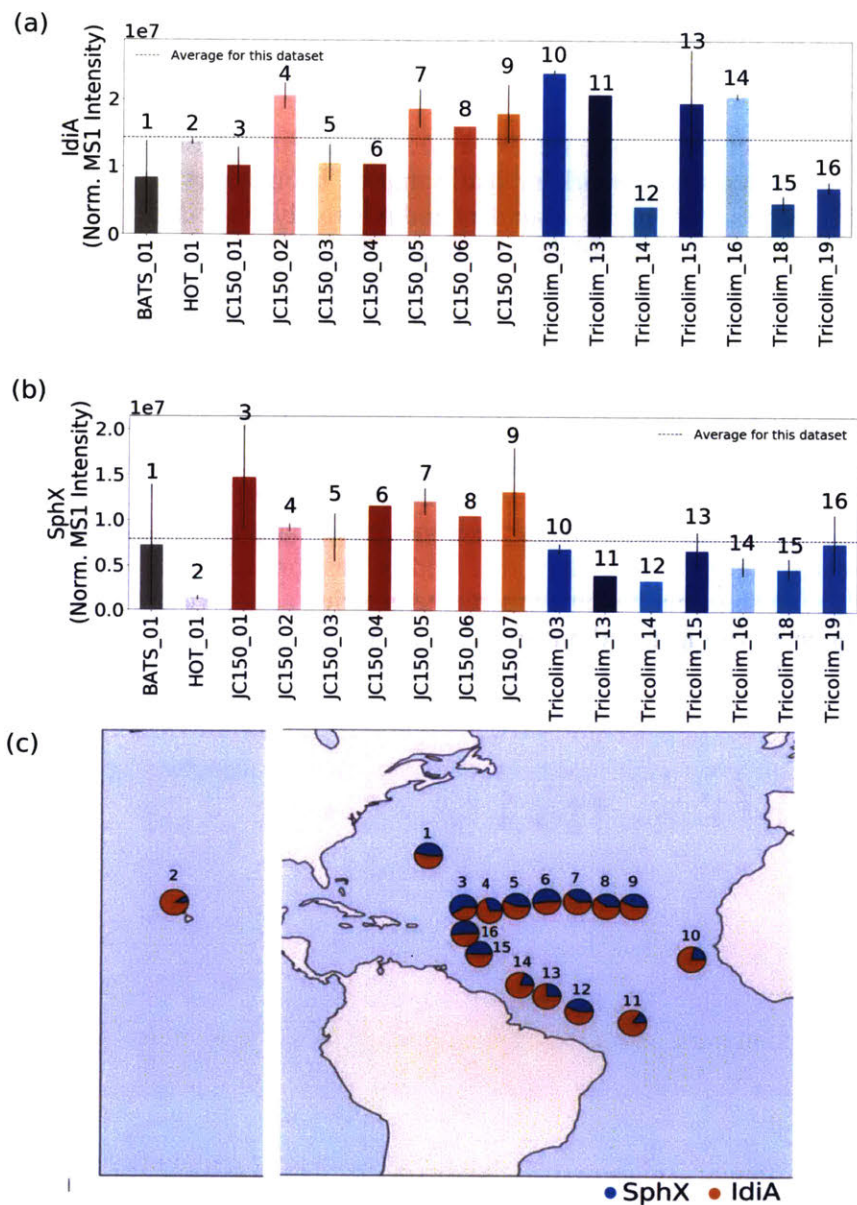 (a)
1e7
Average for this dataset
IdiA
(Norm. MS1 Intensity)
2
1
0
1
2
3
4
5
6
7
8
9
10
11
12
13
14
15
16
BATS_01
HOT_01
JC150_01
JC150_02
JC150_03
JC150_04
JC150_05
JC150_06
JC150_07
Tricolim_03
Tricolim_13
Tricolim_14
Tricolim_15
Tricolim_16
Tricolim_18
Tricolim_19
(b)
1e7
Average for this dataset
SphX
(Norm. MS1 Intensity)
2.0
1.5
1.0
0.5
0.0
1
2
3
4
5
6
7
8
9
10
11
12
13
14
15
16
BATS_01
HOT_01
JC150_01
JC150_02
JC150_03
JC150_04
JC150_05
JC150_06
JC150_07
Tricolim_03
Tricolim_13
Tricolim_14
Tricolim_15
Tricolim_16
Tricolim_18
Tricolim_19
(c)
1
2
3
4
5
6
7
8
9
16
15
10
14
13
12
11
SphX IdiA